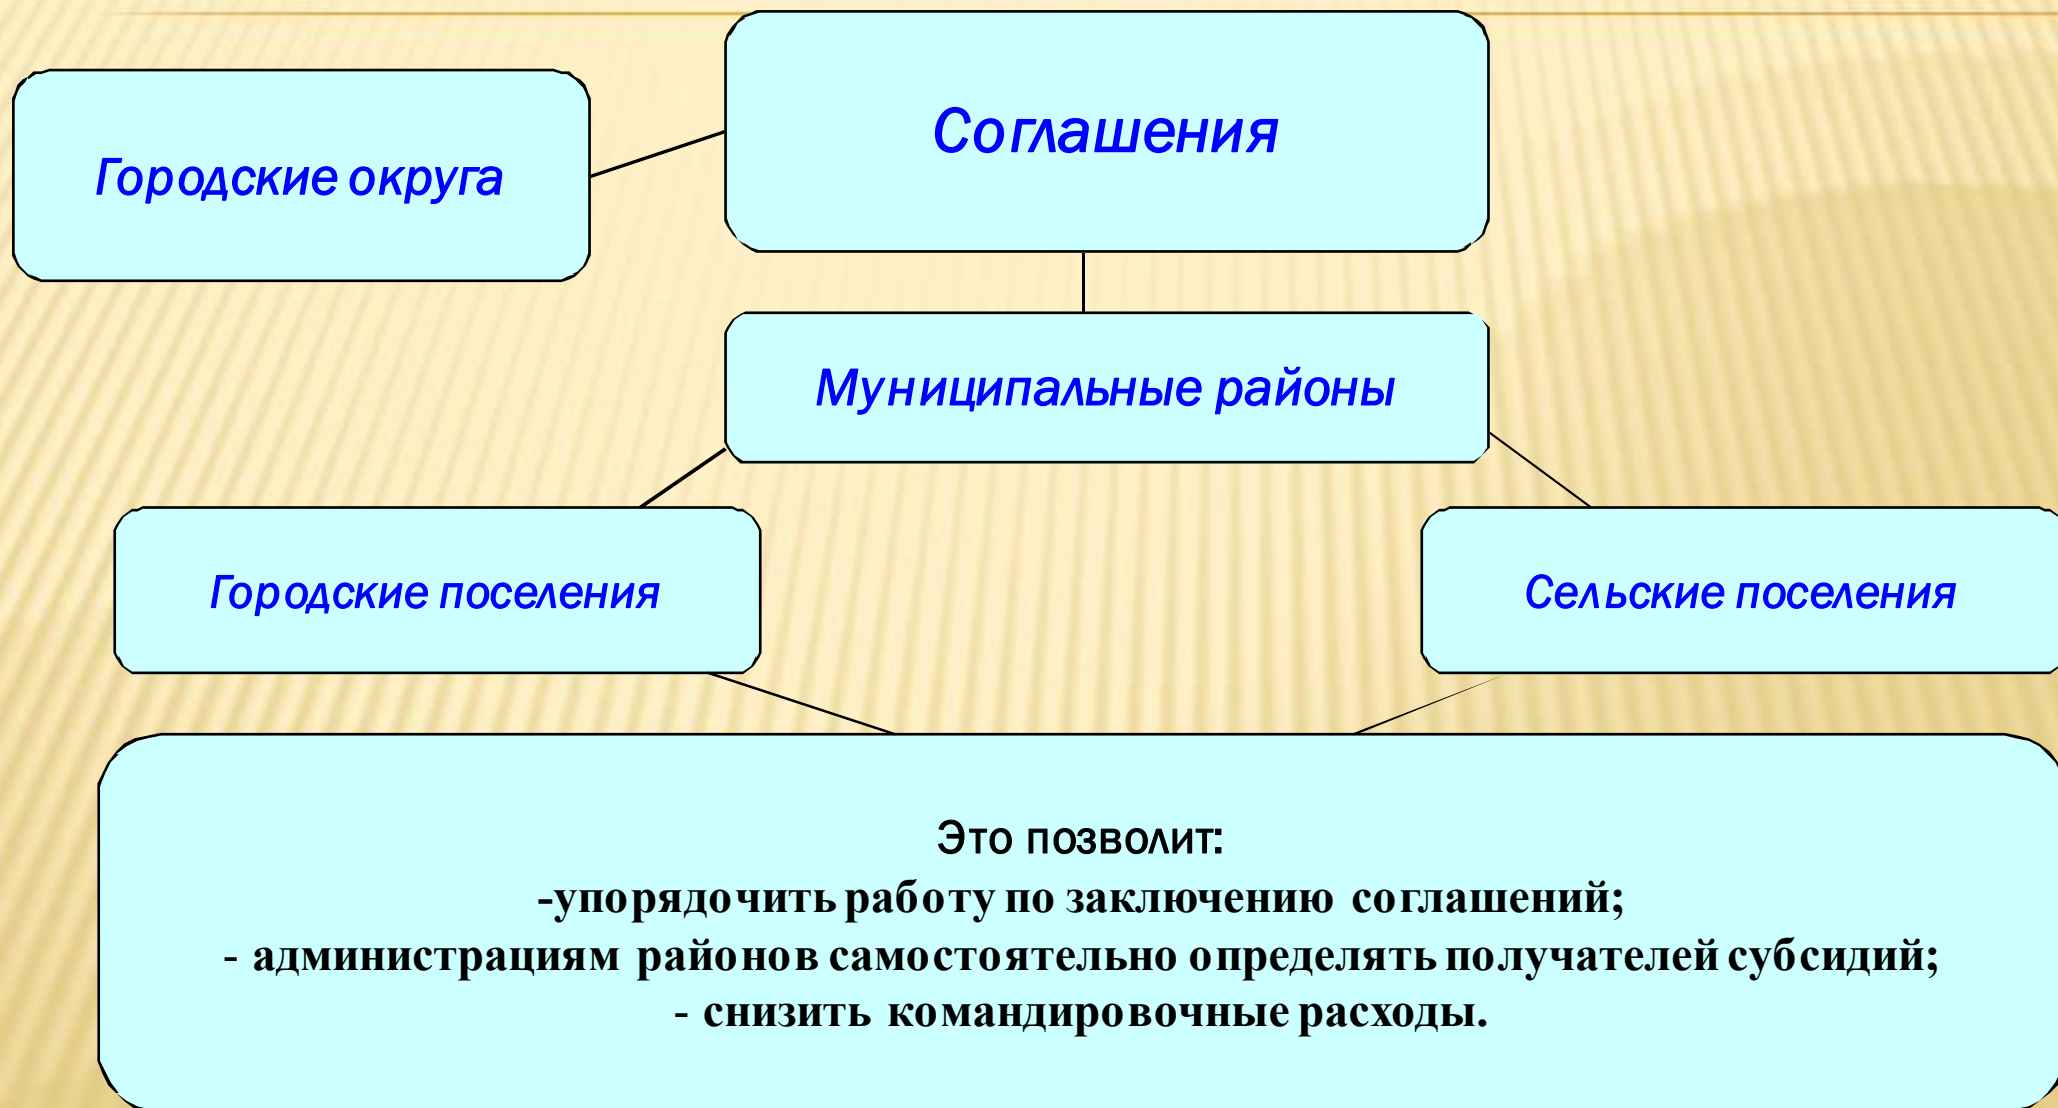 Соглашения
Городские округа
Муниципальные районы
Городские поселения
Сельские поселения
Это позволит:
-упорядочить работу по заключению соглашений;
- администрациям районов самостоятельно определять получателей субсидий;
- снизить командировочные расходы.